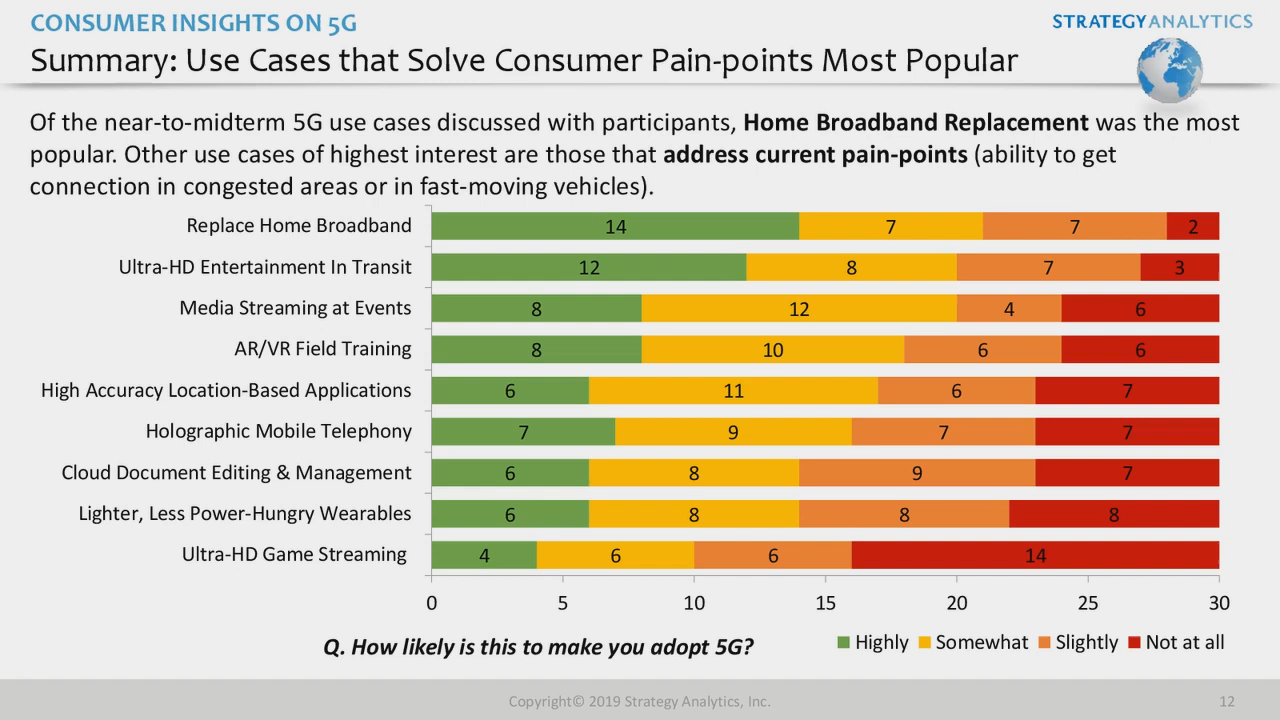 CONSUMER INSIGHTS ON 5G
STRATEGYANALYTICS
Summary: Use Cases that Solve Consumer Pain-points Most Popular
Of the near-to-midterm 5G use cases discussed with participants, Home Broadband Replacement was the most
popular. Other use cases of highest interest are those that address current pain-points (ability to get
connection in congested areas or in fast-moving vehicles).
Replace Home Broadband 14 7 7 2
Ultra-HD Entertainment In Transit 12 8 7 3
Media Streaming at Events 8 12 4 6
AR/VR Field Training 8 10 6 6
High Accuracy Location-Based Applications 6 11 6 7
Holographic Mobile Telephony 7 9 7 7
Cloud Document Editing & Management 6 8 9 7
Lighter, Less Power-Hungry Wearables 6 8 8 8
Ultra-HD Game Streaming 4 6 6 14
0 5 10 15 20 25 30
Q. How likely is this to make you adopt 5G?
Highly Somewhat Slightly Not at all
Copyright© 2019 Strategy Analytics, Inc.
12